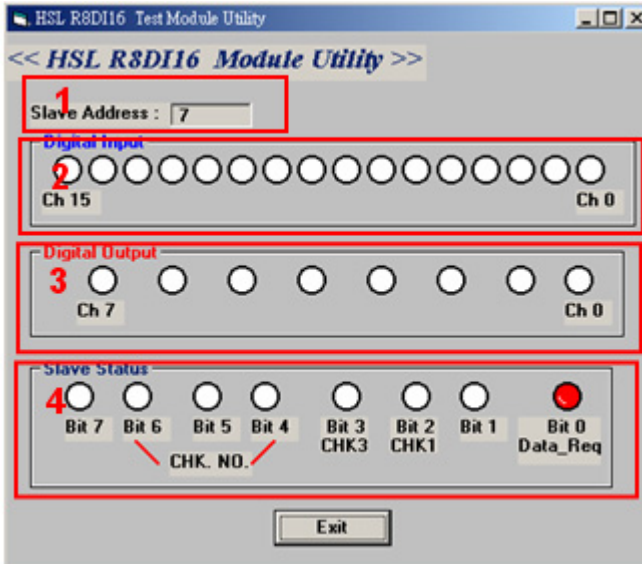 HSL R8DI16 Test Module Utility
<< HSL R8DI16 Module Utility >>
1
Slave Address : 7
Digital Input
2
Ch 15 Ch 0
Digital Output
3
Ch 7 Ch 0
Slave Status
4
Bit 7 Bit 6 Bit 5 Bit 4 Bit 3 Bit 2 Bit 1 Bit 0
CHK3 CHK1 Data_Req
CHK. NO.
Exit